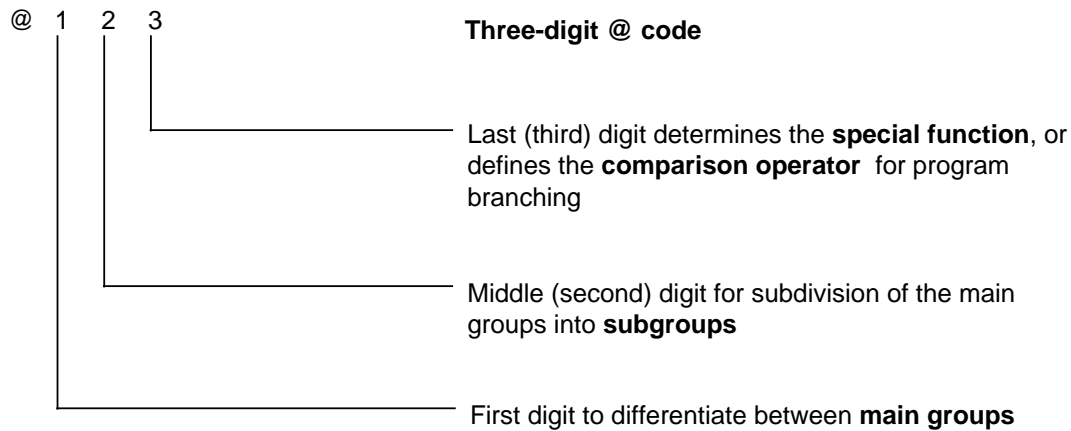 @ 1 2 3
Three-digit @ code
Last (third) digit determines the special function, or
defines the comparison operator for program
branching
Middle (second) digit for subdivision of the main
groups into subgroups
First digit to differentiate between main groups